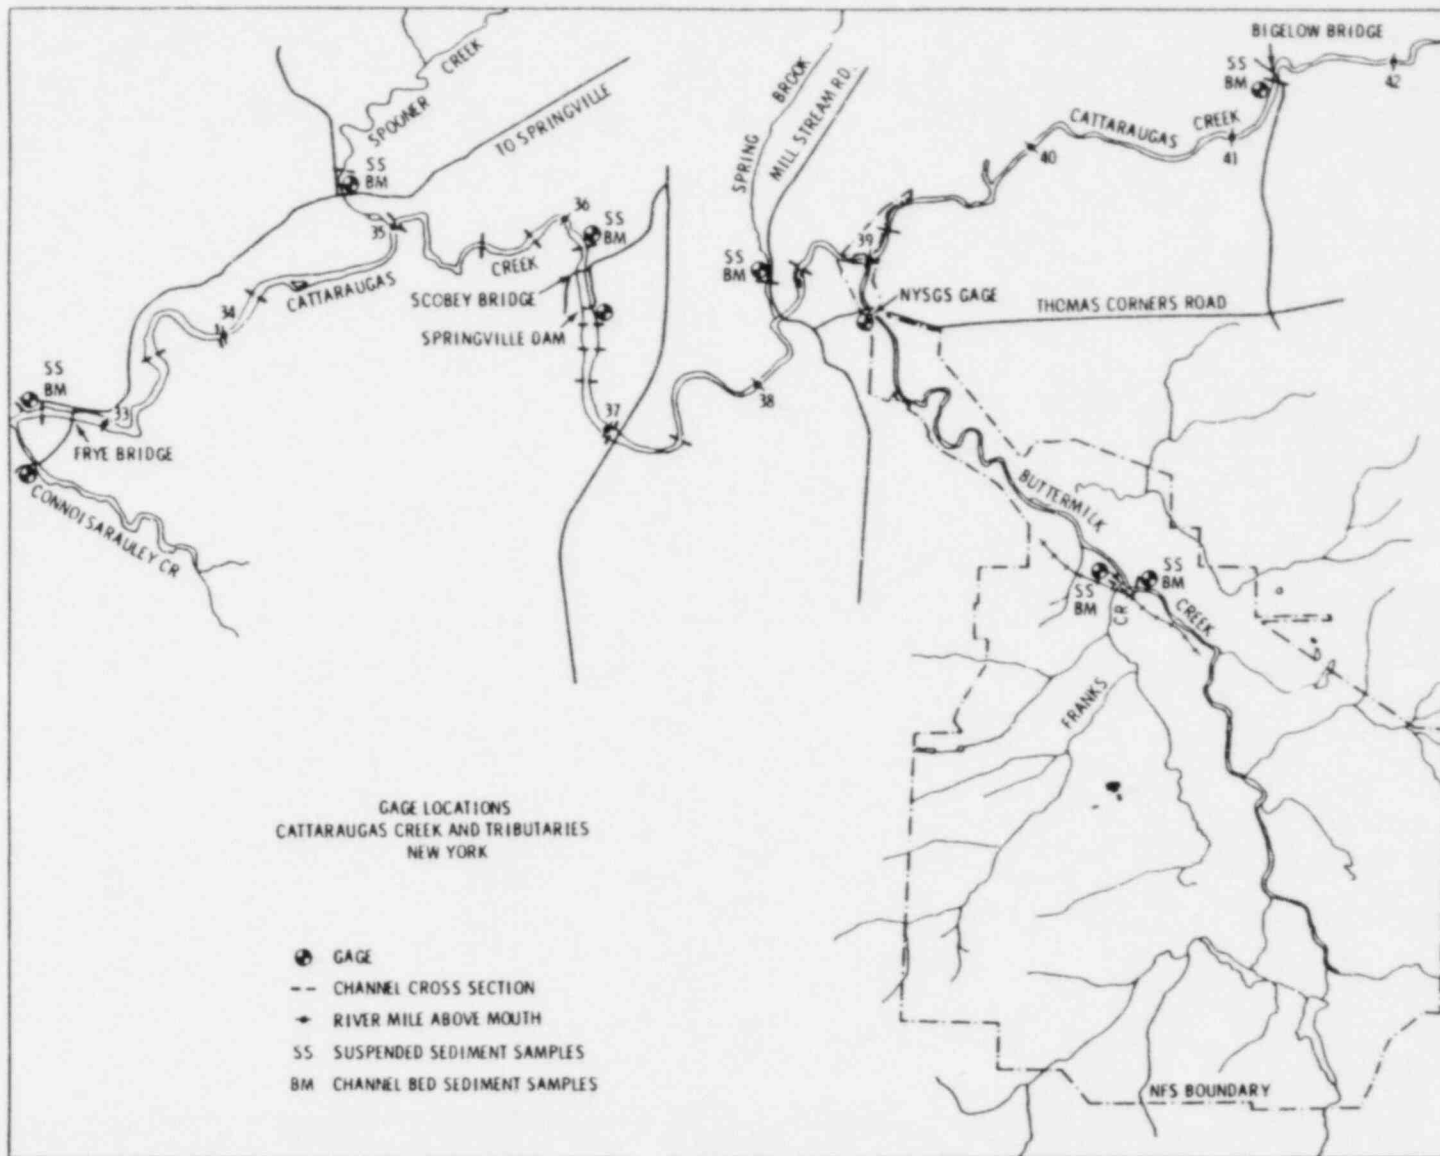 BIGELOW BRIDGE
SS
BM
42
CREEK
SPOONER
TO SPRINGVILLE
SPRING BROOK
MILL STREAM RD.
CATTARAUGAS CREEK
41
40
SS
BM
35
36
SS
BM
CREEK
CATTARAUGAS
SCOBEY BRIDGE
SPRINGVILLE DAM
SS
BM
39
NYSGS GAGE
THOMAS CORNERS ROAD
34
SS
BM
33
FRYE BRIDGE
37
38
CONNOISARAULEY CR
BUTTERMILK
CREEK
SS
BM
SS
BM
FRANKS
CR
GAGE LOCATIONS
CATTARAUGAS CREEK AND TRIBUTARIES
NEW YORK
GAGE
CHANNEL CROSS SECTION
RIVER MILE ABOVE MOUTH
SS SUSPENDED SEDIMENT SAMPLES
BM CHANNEL BED SEDIMENT SAMPLES
NFS BOUNDARY